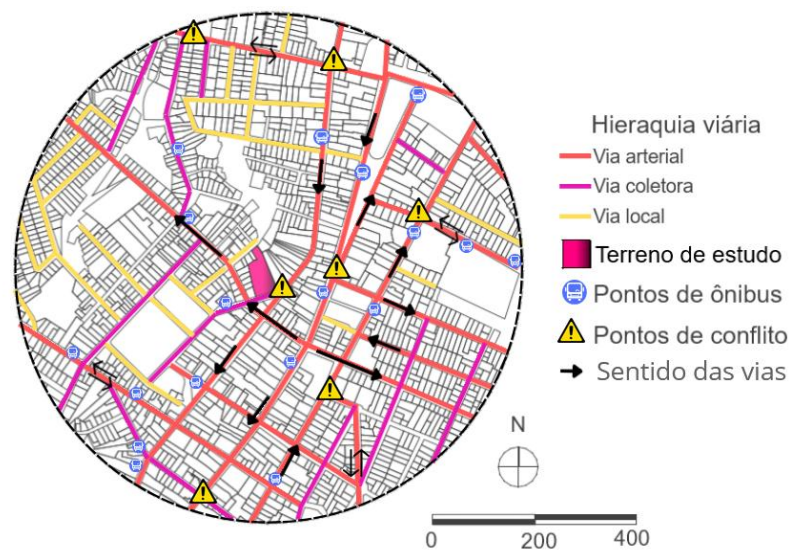 Hieraquia viária
Via arterial
Via coletora
Via local
Terreno de estudo
Pontos de ônibus
Pontos de conflito
Sentido das vias
N
0 200 400